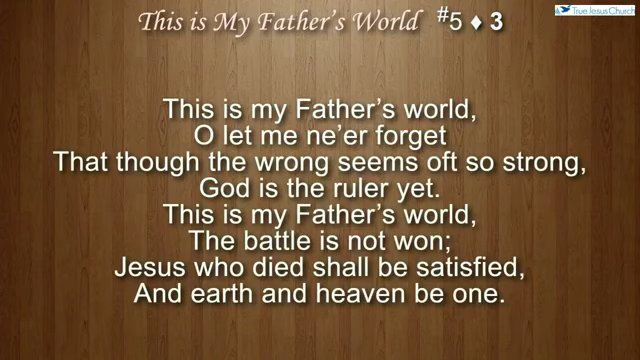 This is My Father's World #5 ♦ 3
True Jesus Church
This is my Father's world,
O let me ne'er forget
That though the wrong seems oft so strong,
God is the ruler yet.
This is my Father's world,
The battle is not won;
Jesus who died shall be satisfied,
And earth and heaven be one.